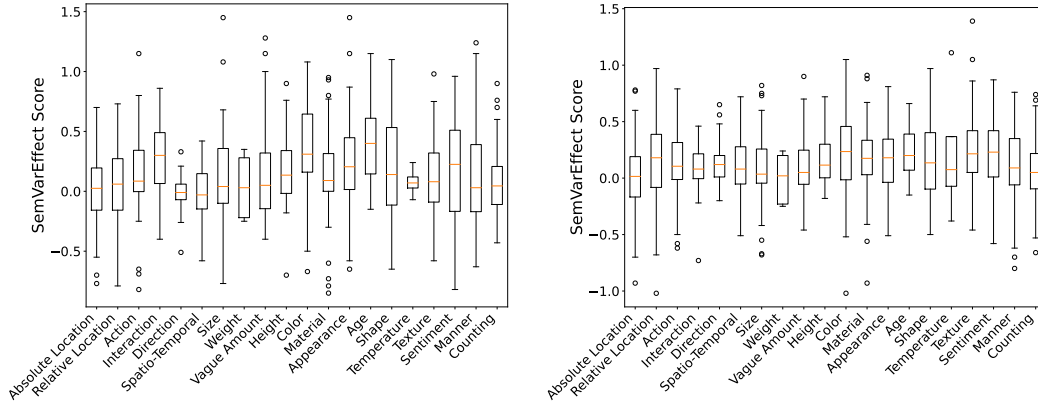 SemVarEffect Score
1.5
1.0
0.5
0.0
−0.5
Absolute Location
Relative Location
Action
Interaction
Direction
Spatio-Temporal
Size
Weight
Vague Amount
Height
Color
Material
Appearance
Age
Shape
Temperature
Texture
Sentiment
Manner
Counting
SemVarEffect Score
1.5
1.0
0.5
0.0
−0.5
−1.0
Absolute Location
Relative Location
Action
Interaction
Direction
Spatio-Temporal
Size
Weight
Vague Amount
Height
Color
Material
Appearance
Age
Shape
Temperature
Texture
Sentiment
Manner
Counting